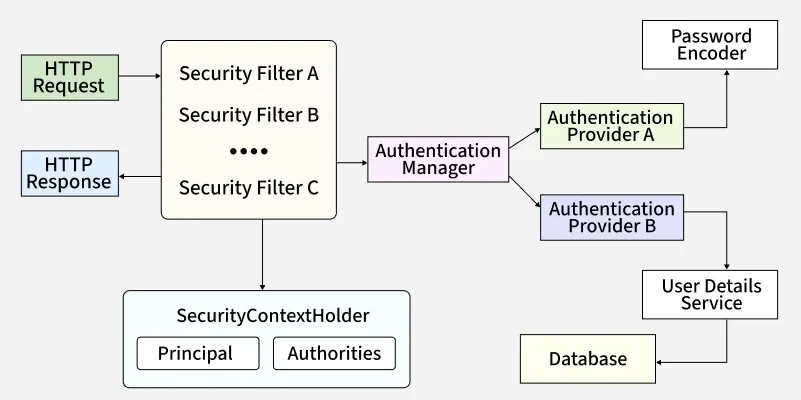 HTTP
Request
HTTP
Response
Security Filter A
Security Filter B
••••
Security Filter C
Authentication
Manager
Authentication
Provider A
Authentication
Provider B
Password
Encoder
User Details
Service
Database
SecurityContextHolder
Principal
Authorities